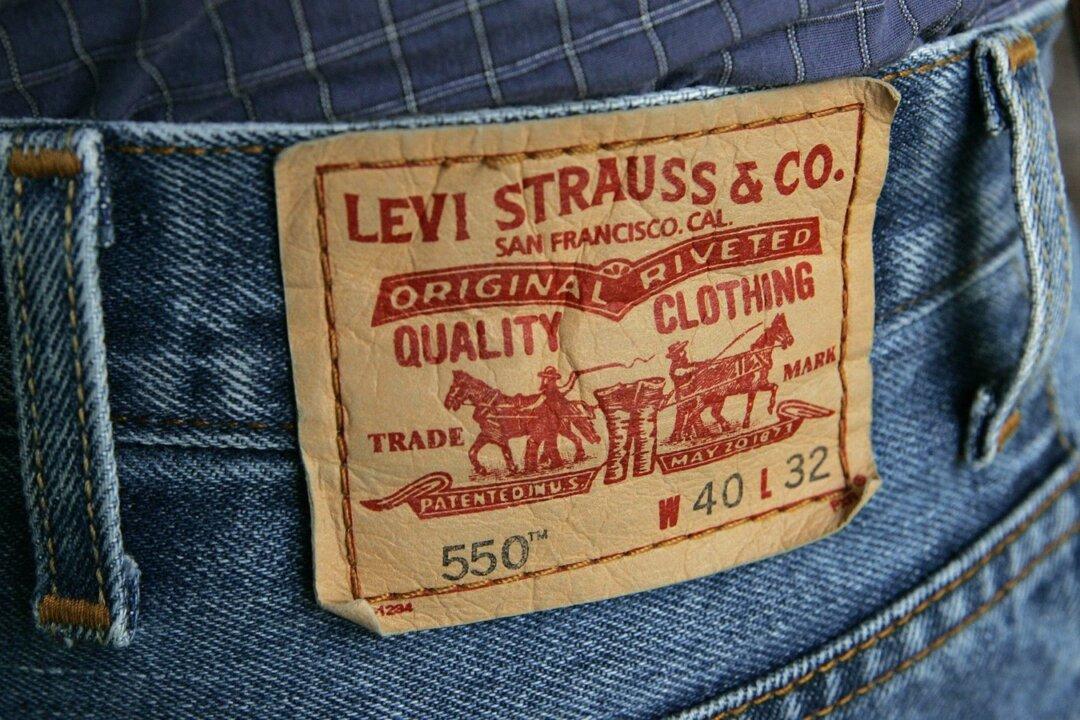 LEVI STRAUSS & CO.
SAN FRANCISCO. CAL.
ORIGINAL RIVETED
QUALITY CLOTHING
TRADE MARK
PATENTED IN U.S. MAY 20 1873
W 40 L 32
550™
1234